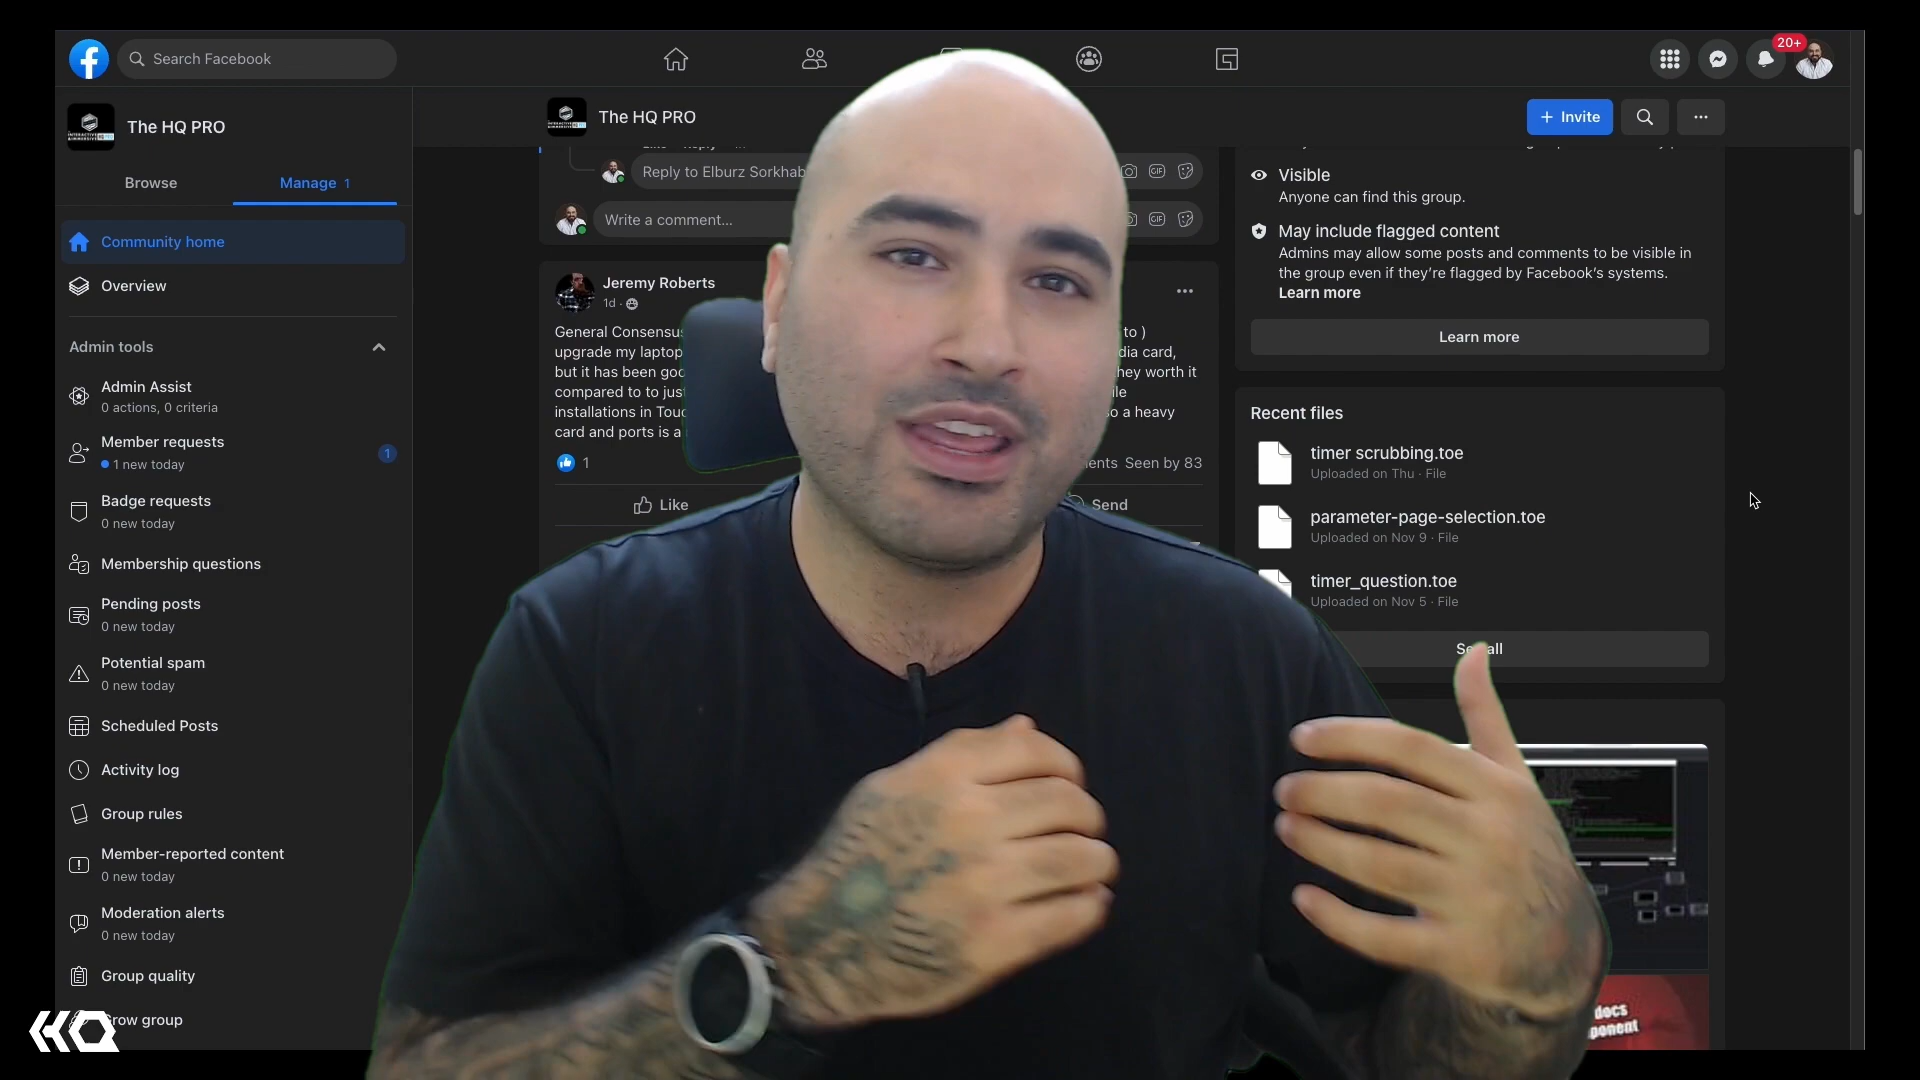 Search Facebook
20+
The HQ PRO
Browse
Manage 1
Community home
Overview
Admin tools
Admin Assist
0 actions, 0 criteria
Member requests
1 new today
1
Badge requests
0 new today
Membership questions
Pending posts
0 new today
Potential spam
0 new today
Scheduled Posts
Activity log
Group rules
Member-reported content
0 new today
Moderation alerts
0 new today
Group quality
row group
HQ
The HQ PRO
+ Invite
Reply to Elburz Sorkhab
GIF
Write a comment...
GIF
Jeremy Roberts
1d ·
General Consensus to )
upgrade my laptop dia card,
but it has been goo hey worth it
compared to to jus ile
installations in Touc so a heavy
card and ports is a
1
ents Seen by 83
Like
Send
Visible
Anyone can find this group.
May include flagged content
Admins may allow some posts and comments to be visible in
the group even if they're flagged by Facebook's systems.
Learn more
Learn more
Recent files
timer scrubbing.toe
Uploaded on Thu · File
parameter-page-selection.toe
Uploaded on Nov 9 · File
timer_question.toe
Uploaded on Nov 5 · File
See all
docs
ponent